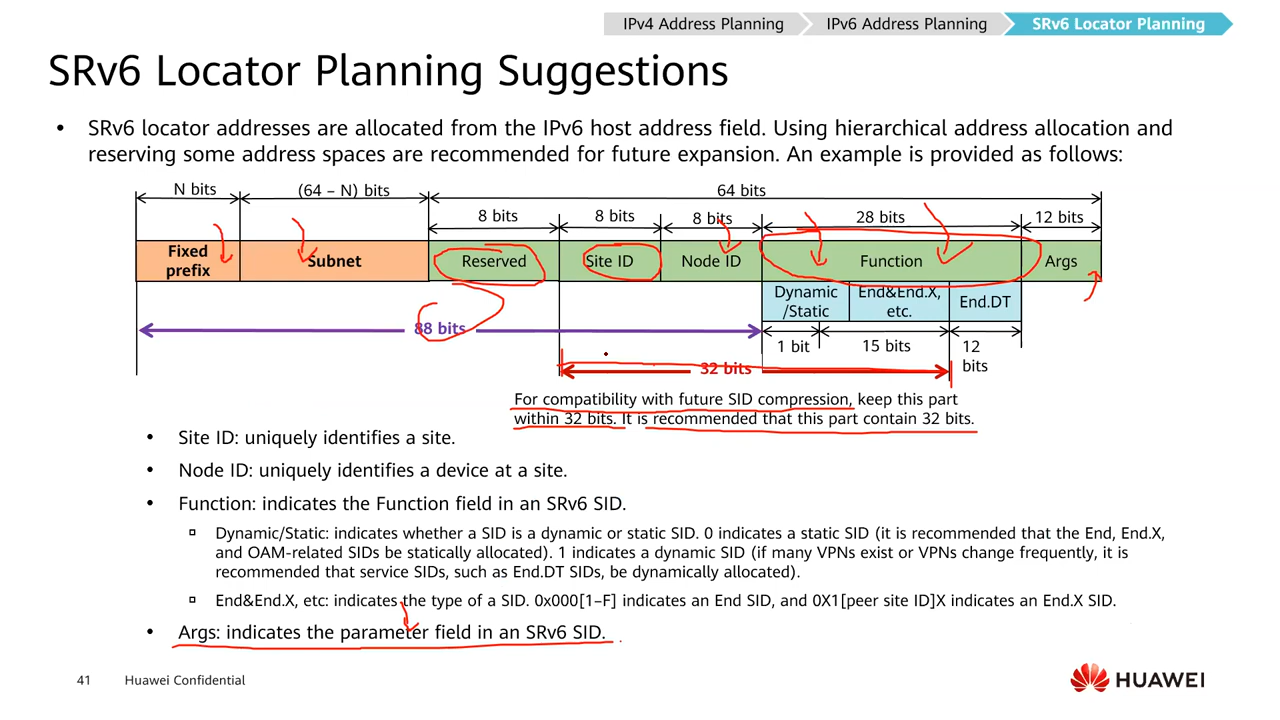 IPv4 Address Planning
IPv6 Address Planning
SRv6 Locator Planning
SRv6 Locator Planning Suggestions
• SRv6 locator addresses are allocated from the IPv6 host address field. Using hierarchical address allocation and
reserving some address spaces are recommended for future expansion. An example is provided as follows:
N bits
(64 – N) bits
64 bits
8 bits
8 bits
8 bits
28 bits
12 bits
Fixed
prefix
Subnet
Reserved
Site ID
Node ID
Function
Args
Dynamic
/Static
End&End.X,
etc.
End.DT
88 bits
1 bit
15 bits
12
bits
32 bits
For compatibility with future SID compression, keep this part
within 32 bits. It is recommended that this part contain 32 bits.
• Site ID: uniquely identifies a site.
• Node ID: uniquely identifies a device at a site.
• Function: indicates the Function field in an SRv6 SID.
▫ Dynamic/Static: indicates whether a SID is a dynamic or static SID. 0 indicates a static SID (it is recommended that the End, End.X,
and OAM-related SIDs be statically allocated). 1 indicates a dynamic SID (if many VPNs exist or VPNs change frequently, it is
recommended that service SIDs, such as End.DT SIDs, be dynamically allocated).
▫ End&End.X, etc: indicates the type of a SID. 0x000[1–F] indicates an End SID, and 0X1[peer site ID]X indicates an End.X SID.
• Args: indicates the parameter field in an SRv6 SID.
41
Huawei Confidential
HUAWEI